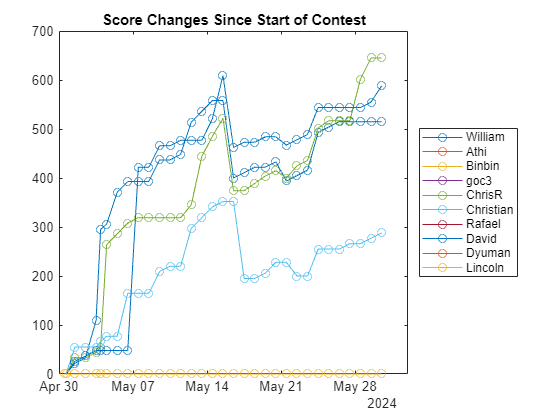 Score Changes Since Start of Contest
700
600
500
400
300
200
100
0
Apr 30 May 07 May 14 May 21 May 28
2024
William
Athi
Binbin
goc3
ChrisR
Christian
Rafael
David
Dyuman
Lincoln